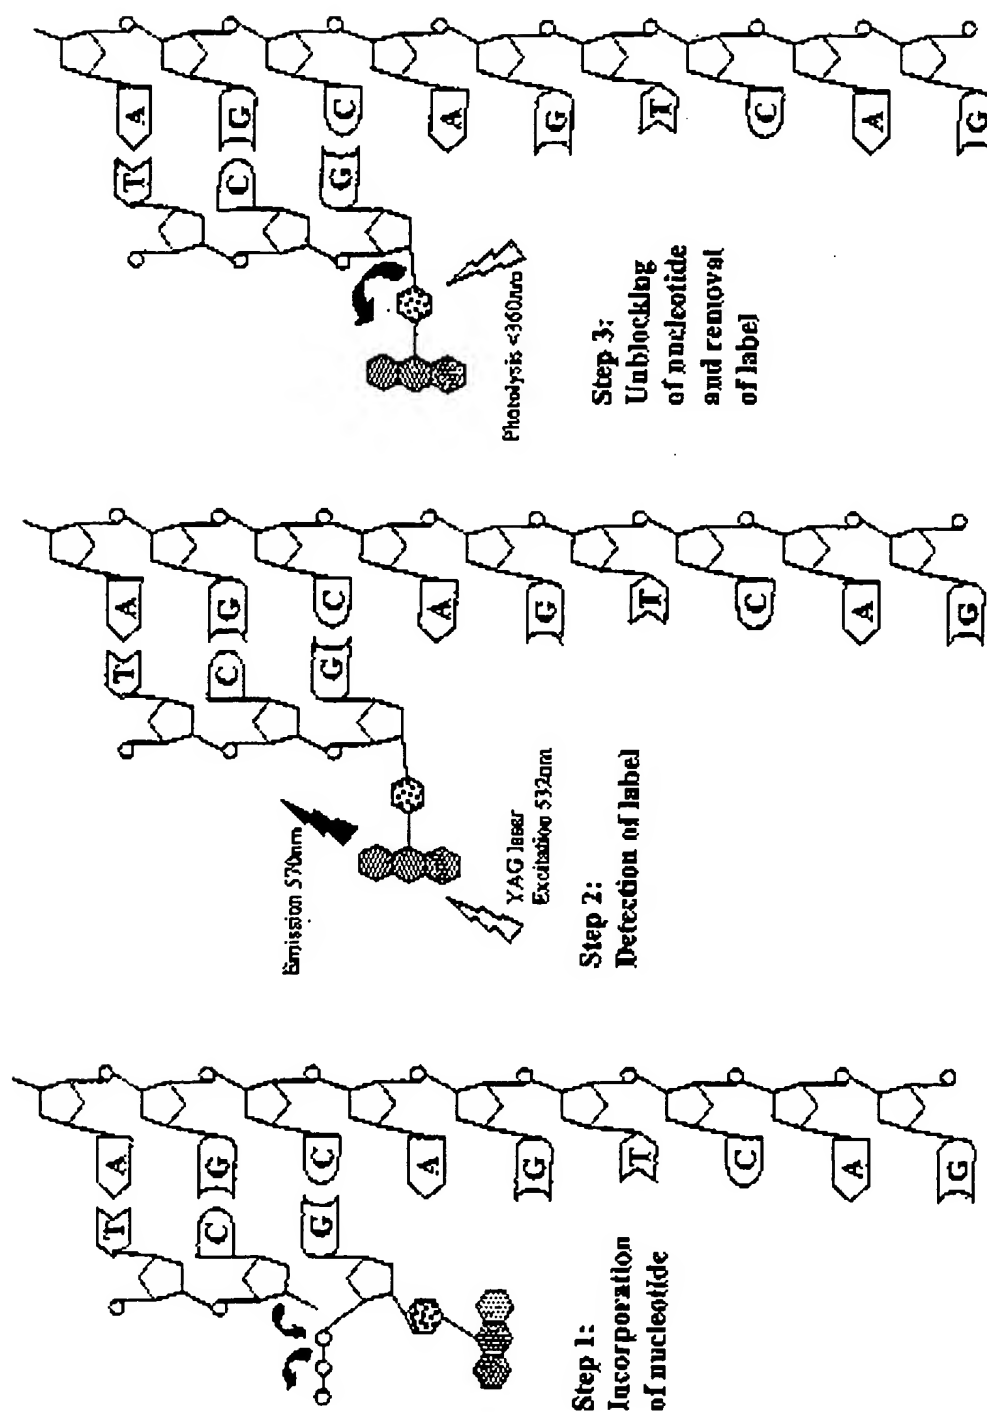 T A
C G
G C
A
G
T
C
A
G
Step 1:
Incorporation
of nucleotide
T A
C G
G C
A
G
T
C
A
G
Emission 570nm
YAG laser
Excitation 532nm
Step 2:
Detection of label
T A
C G
G C
A
G
T
C
A
G
Photolysis <360nm
Step 3:
Unblocking
of nucleotide
and removal
of label